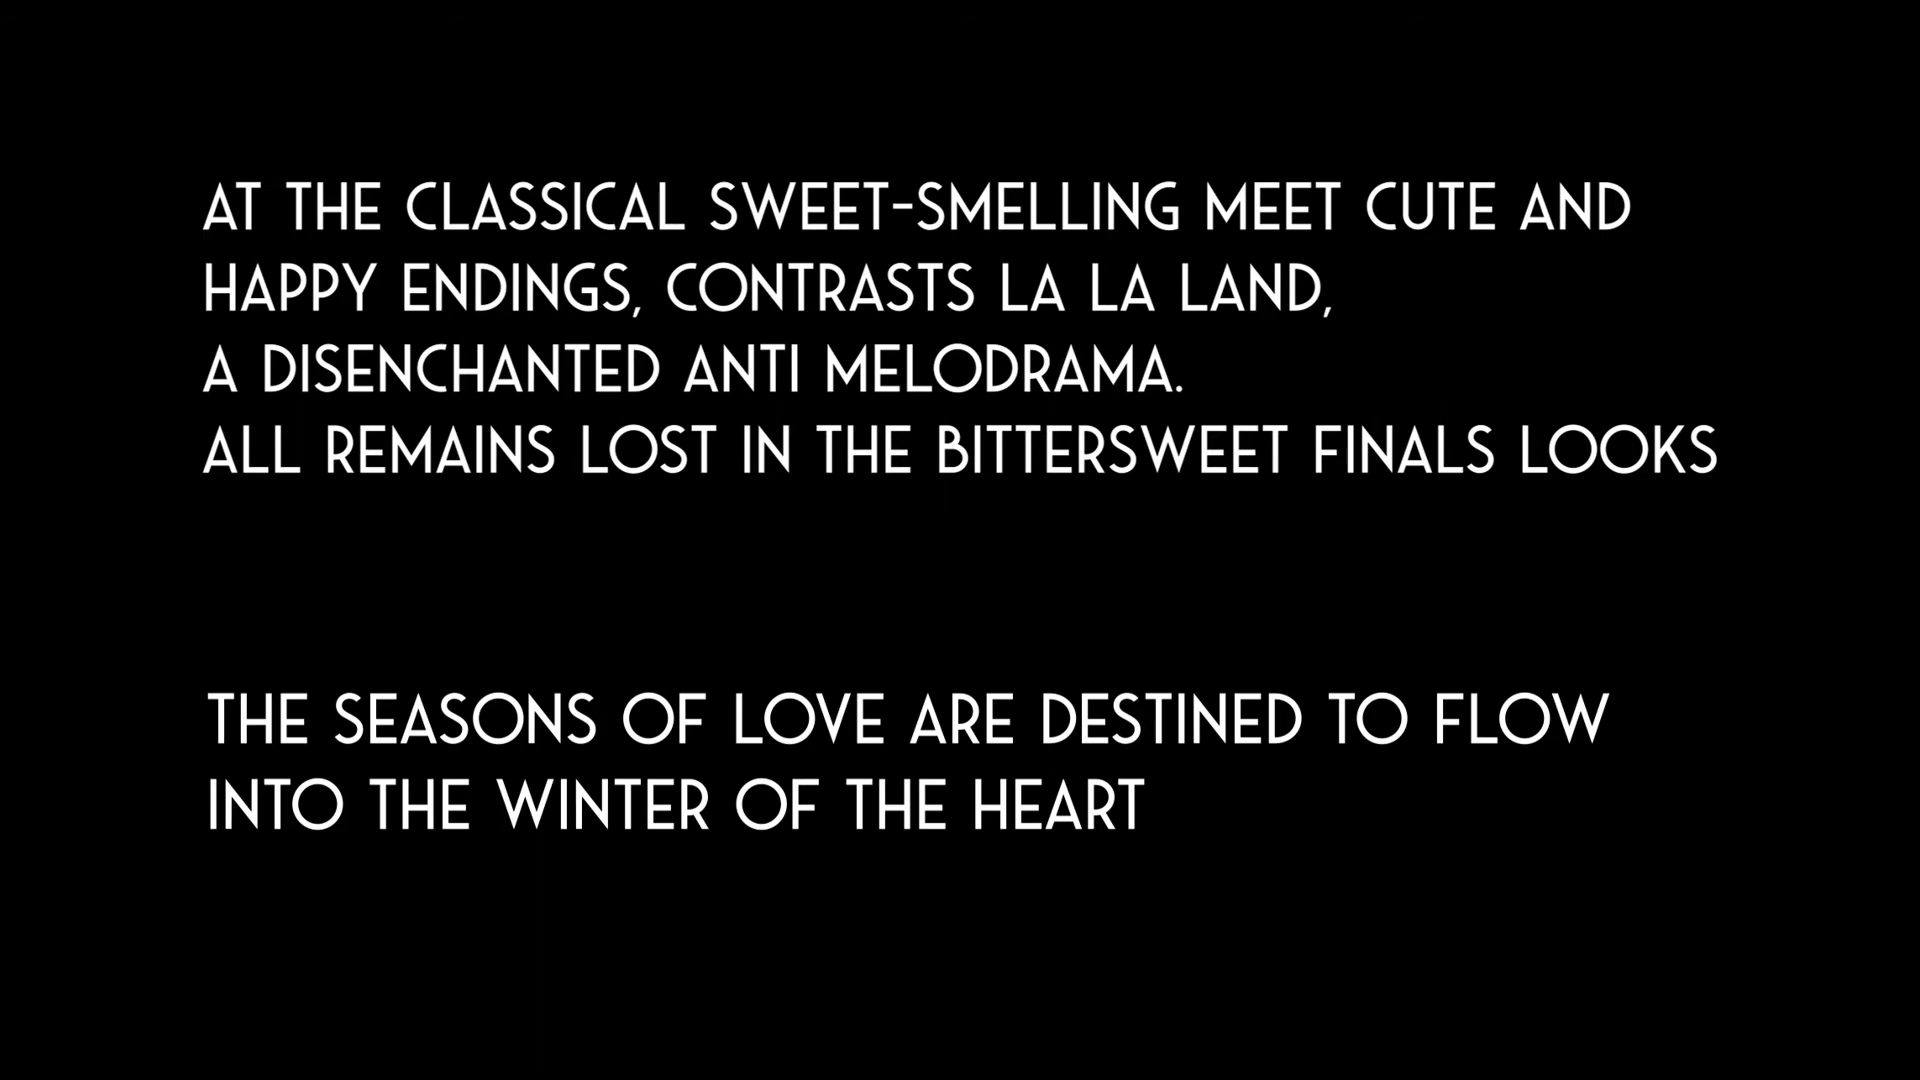 AT THE CLASSICAL SWEET-SMELLING MEET CUTE AND
HAPPY ENDINGS, CONTRASTS LA LA LAND,
A DISENCHANTED ANTI MELODRAMA.
ALL REMAINS LOST IN THE BITTERSWEET FINALS LOOKS
THE SEASONS OF LOVE ARE DESTINED TO FLOW
INTO THE WINTER OF THE HEART